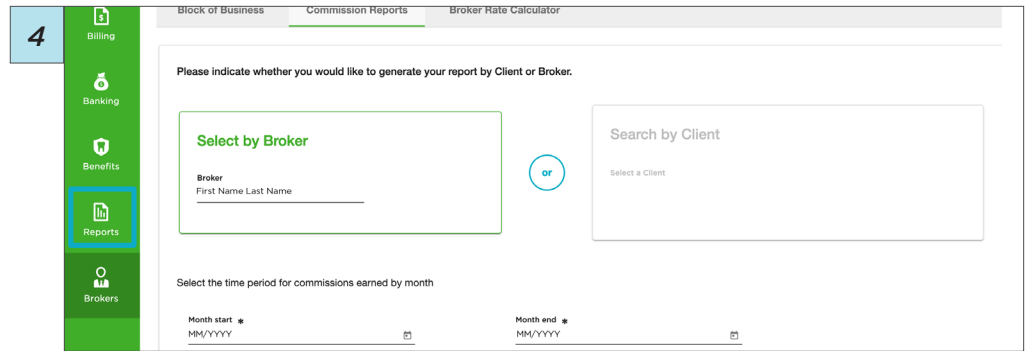 4
Billing
Banking
Benefits
Reports
Brokers
Block of Business Commission Reports Broker Rate Calculator
Please indicate whether you would like to generate your report by Client or Broker.
Select by Broker
Broker
First Name Last Name
or
Search by Client
Select a Client
Select the time period for commissions earned by month
Month start * Month end *
MM/YYYY MM/YYYY